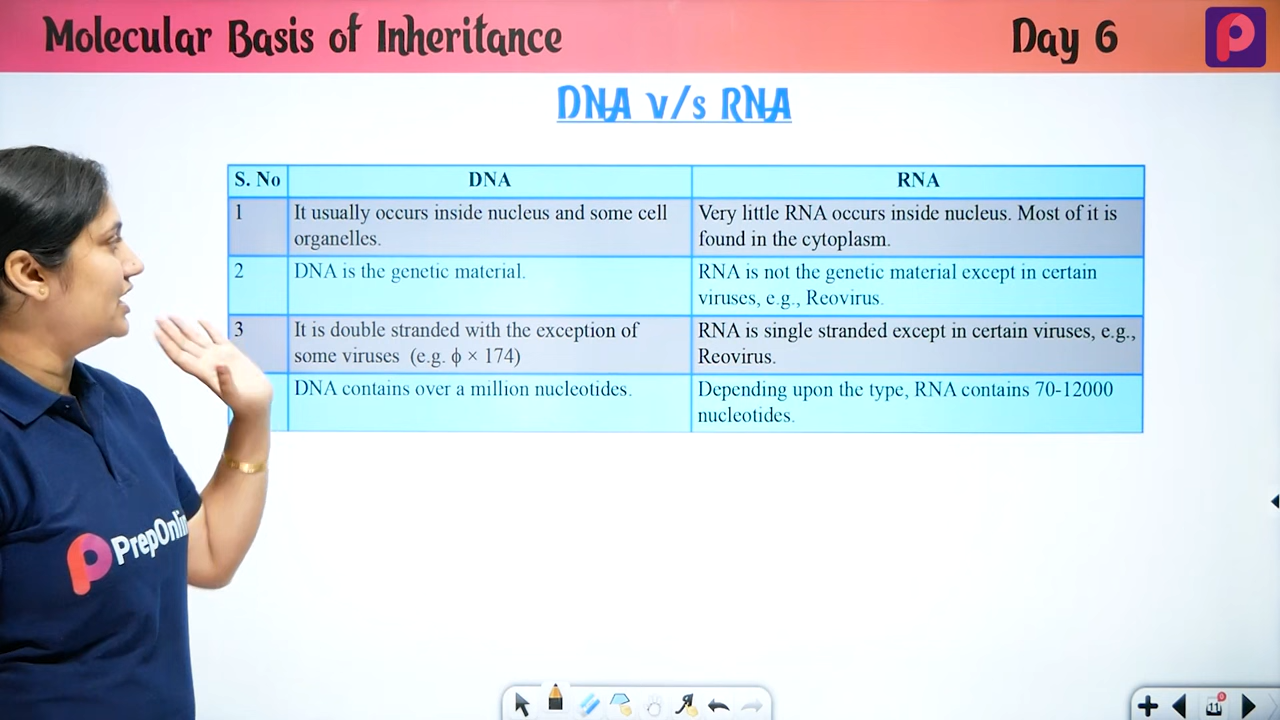 Molecular Basis of Inheritance
Day 6
DNA v/s RNA
S. No DNA RNA
1 It usually occurs inside nucleus and some cell Very little RNA occurs inside nucleus. Most of it is
organelles. found in the cytoplasm.
2 DNA is the genetic material. RNA is not the genetic material except in certain
viruses, e.g., Reovirus.
3 It is double stranded with the exception of RNA is single stranded except in certain viruses, e.g.,
some viruses (e.g. ϕ × 174) Reovirus.
DNA contains over a million nucleotides. Depending upon the type, RNA contains 70-12000
nucleotides.
PrepOnlin
11